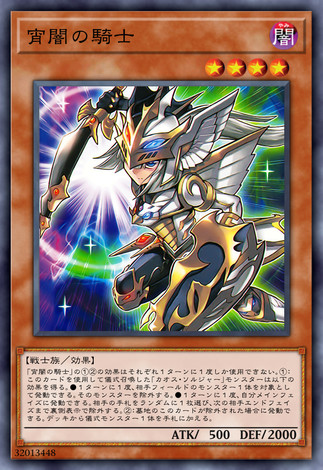 宵闇の騎士
やみ
闇
【戦士族/効果】
「宵闇の騎士」の①②の効果はそれぞれ1ターンに1度しか使用できない。①:
このカードを使用して儀式召喚した「カオス・ソルジャー」モンスターは以下の
効果を得る。●1ターンに1度、相手フィールドのモンスター1体を対象とし
て発動できる。そのモンスターを除外する。●1ターンに1度、自分メインフェ
イズに発動できる。相手の手札をランダムに1枚選び、次の相手エンドフェイ
ズまで裏側表示で除外する。②:墓地のこのカードが除外された場合に発動で
きる。デッキから儀式モンスター1体を手札に加える。
ATK/ 500 DEF/2000
32013448